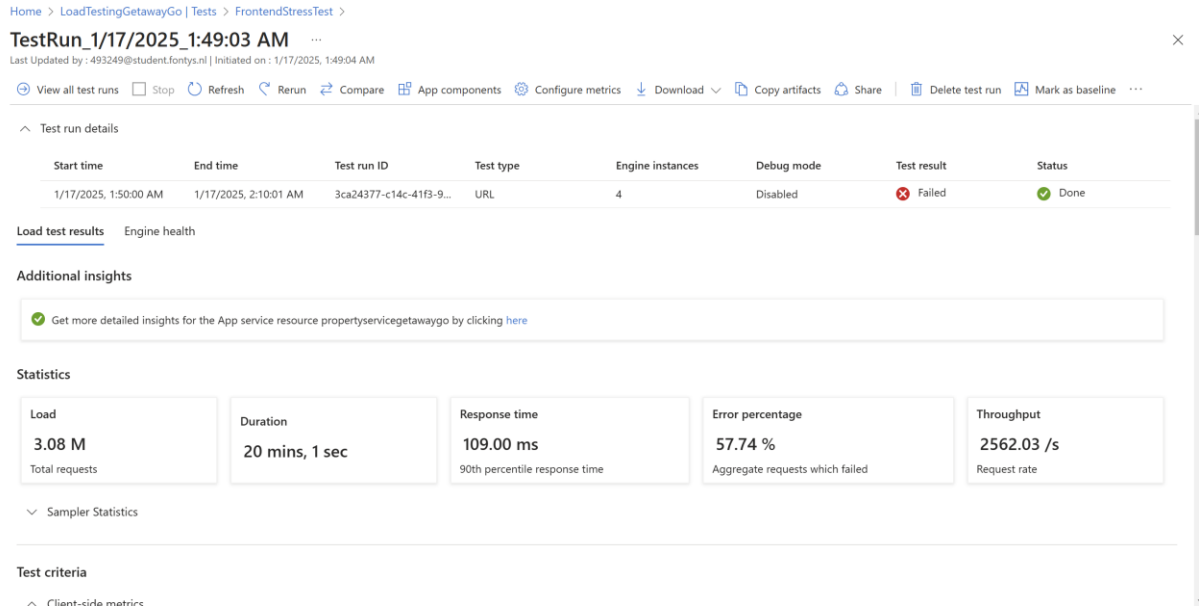 Home > LoadTestingGetawayGo | Tests > FrontendStressTest >
TestRun_1/17/2025_1:49:03 AM ...
Last Updated by : 493249@student.fontys.nl | Initiated on : 1/17/2025, 1:49:04 AM
View all test runs Stop Refresh Rerun Compare App components Configure metrics Download Copy artifacts Share Delete test run Mark as baseline ...
Test run details
Start time End time Test run ID Test type Engine instances Debug mode Test result Status
1/17/2025, 1:50:00 AM 1/17/2025, 2:10:01 AM 3ca24377-c14c-41f3-9... URL 4 Disabled Failed Done
Load test results Engine health
Additional insights
Get more detailed insights for the App service resource propertyservicegetawaygo by clicking here
Statistics
Load Duration Response time Error percentage Throughput
3.08 M 20 mins, 1 sec 109.00 ms 57.74 % 2562.03 /s
Total requests 90th percentile response time Aggregate requests which failed Request rate
Sampler Statistics
Test criteria
Client-side metrics